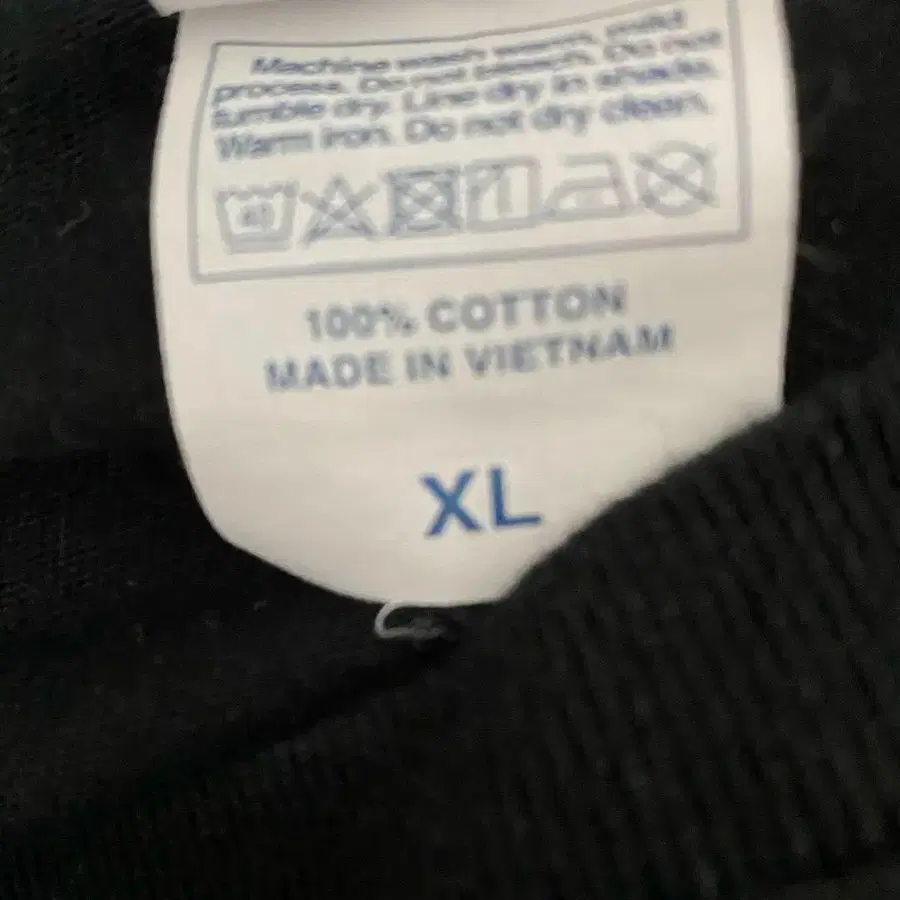 Machine wash warm, mild
process. Do not bleach. Do not
tumble dry. Line dry in shade.
Warm iron. Do not dry clean.
40
100% COTTON
MADE IN VIETNAM
XL